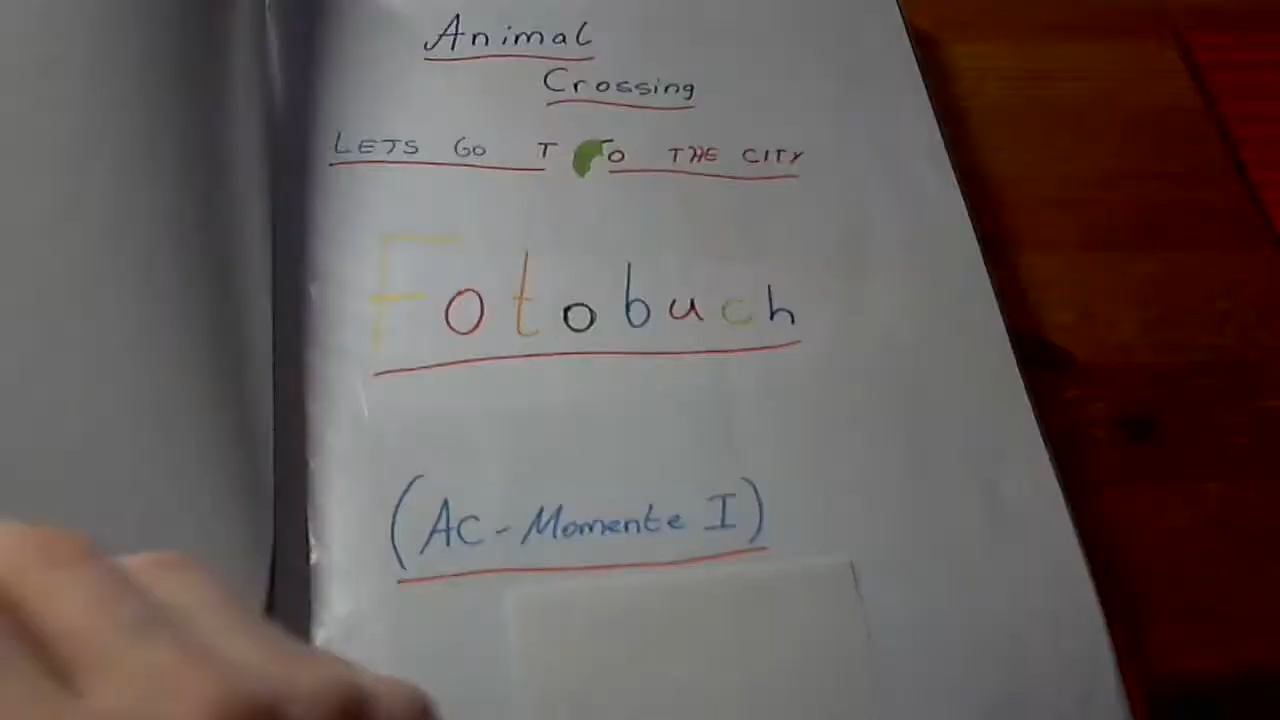 Animal
Crossing
LETS GO T TO THE CITY
Fotobuch
(AC-Momente I)